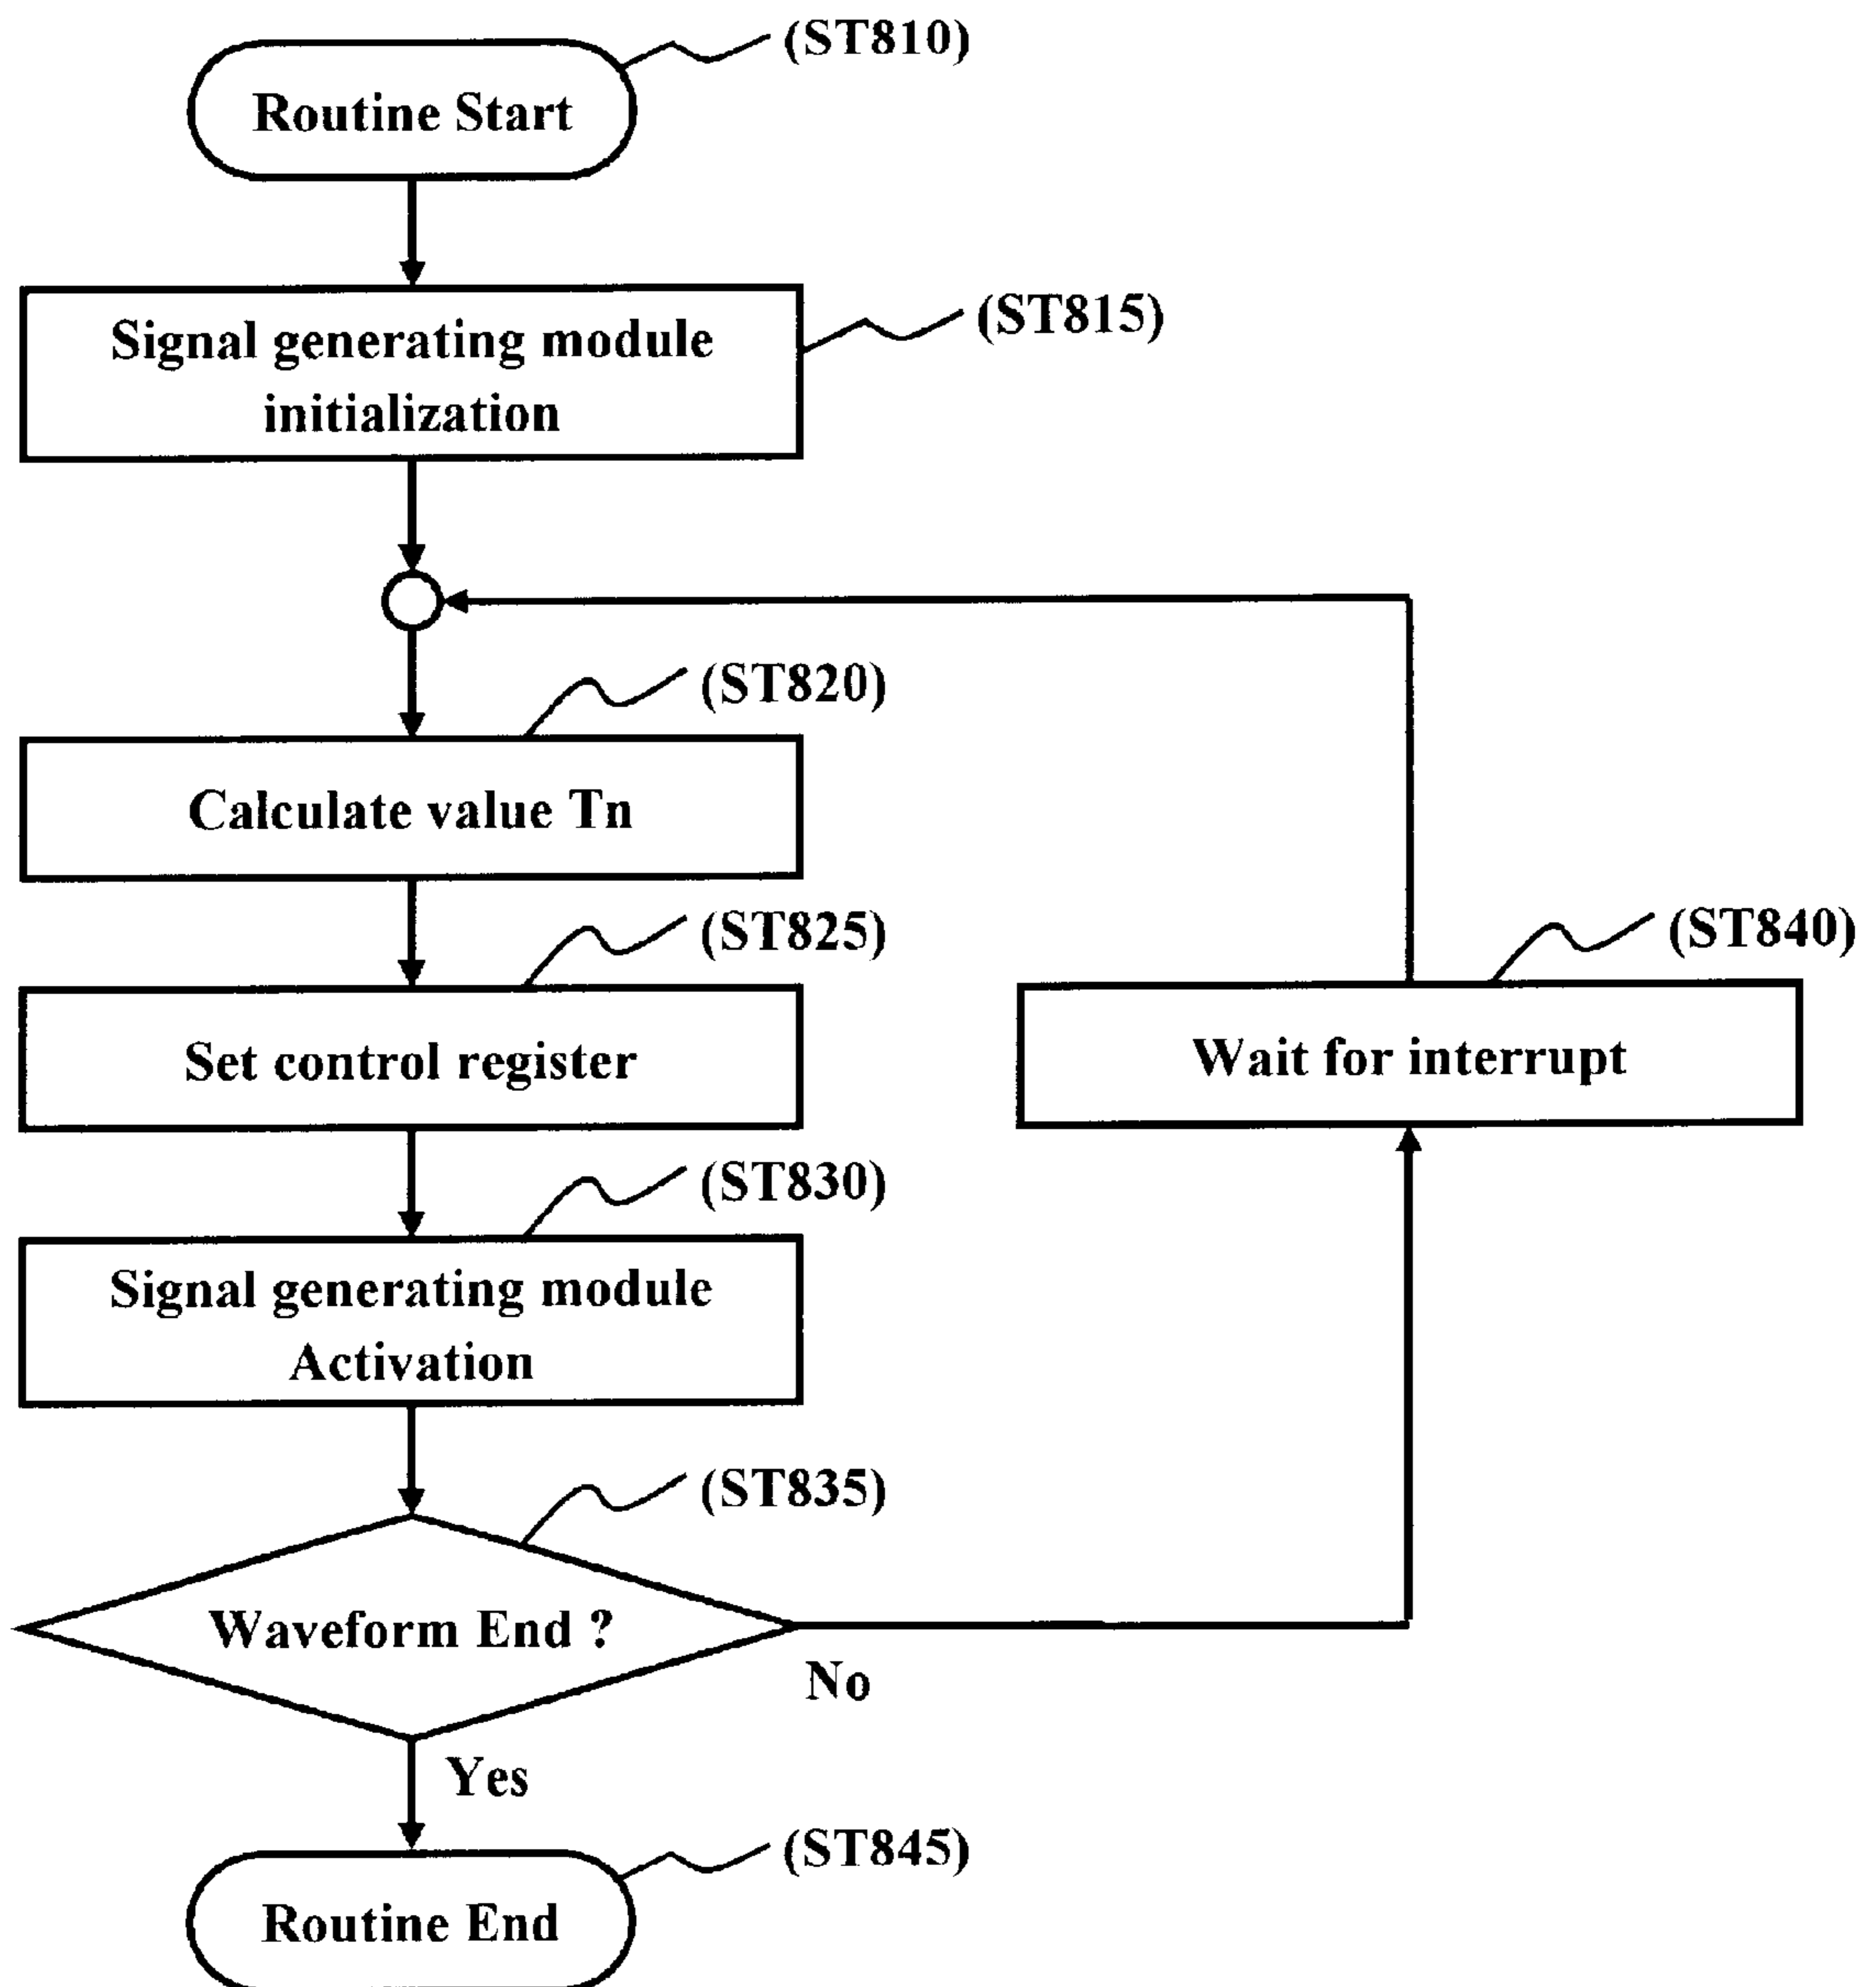 (ST810)
Routine Start
(ST815)
Signal generating module
initialization
(ST820)
Calculate value Tn
(ST825)
Set control register
(ST840)
Wait for interrupt
(ST830)
Signal generating module
Activation
(ST835)
Waveform End ?
No
Yes
(ST845)
Routine End